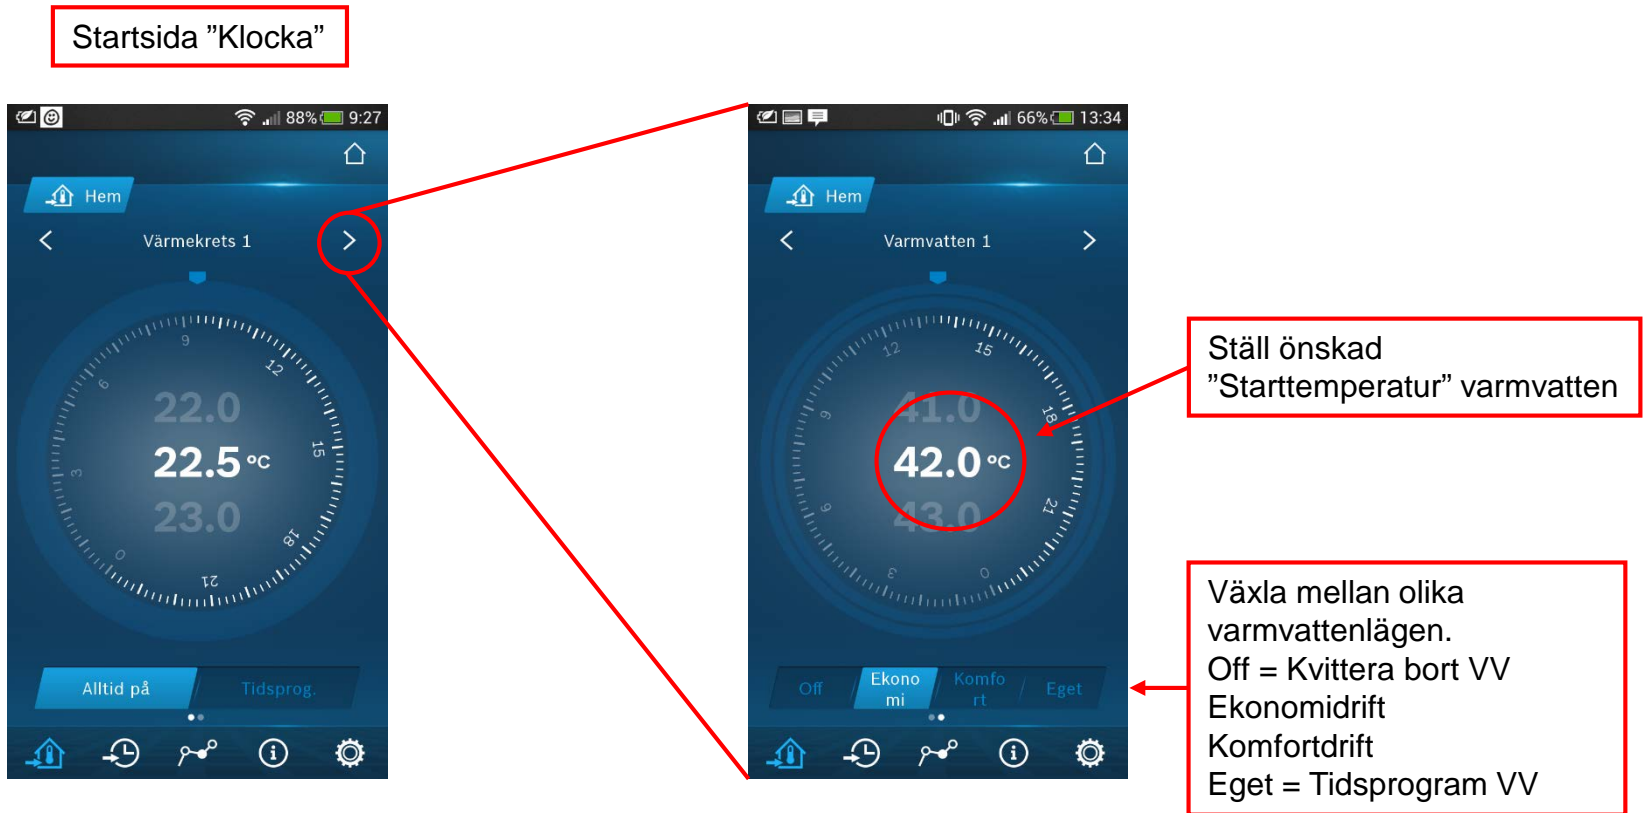 Startsida ”Klocka”
88% 9:27
Hem
Värmekrets 1
9
12
6
22.0
15
22.5 °C
3
23.0
18
0
21
Alltid på
Tidsprog.
66% 13:34
Hem
Varmvatten 1
12
15
9
41.0
18
42.0 °C
6
43.0
21
3
0
Off
Ekono
mi
Komfo
rt
Eget
Ställ önskad
”Starttemperatur” varmvatten
Växla mellan olika
varmvattenlägen.
Off = Kvittera bort VV
Ekonomidrift
Komfortdrift
Eget = Tidsprogram VV